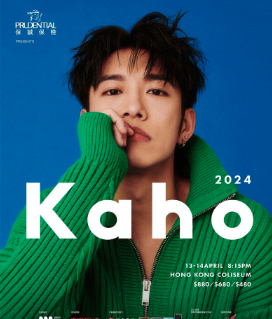 PRUDENTIAL
保誠保險
PRESENTS
2024
Kaho
13-14APRIL 8:15PM
HONG KONG COLISEUM
$880/$680/$480